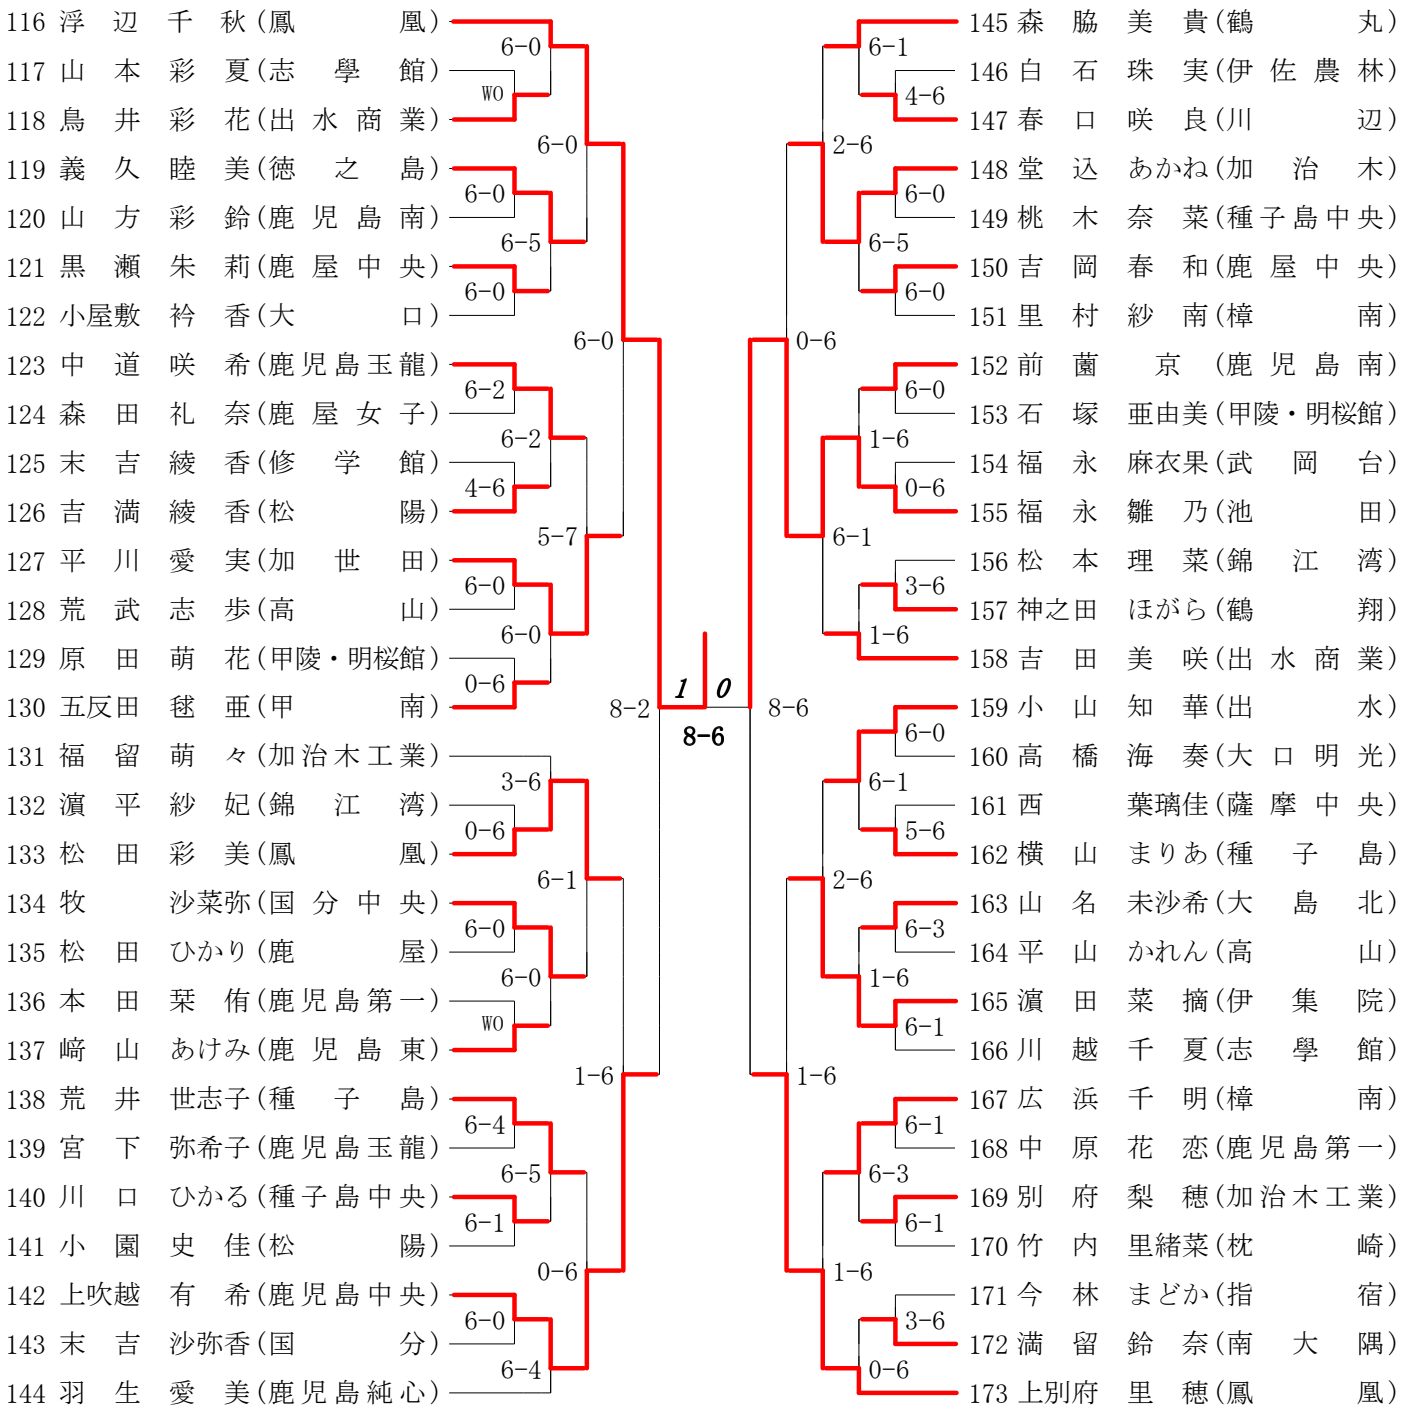 116 浮辺千秋(鳳凰)
6-0
117 山本彩夏(志學館)
WO
118 鳥井彩花(出水商業)
6-0
119 義久睦美(徳之島)
6-0
120 山方彩鈴(鹿児島南)
6-5
121 黒瀬朱莉(鹿屋中央)
6-0
122 小屋敷衿香(大口)
6-0
123 中道咲希(鹿児島玉龍)
6-2
124 森田礼奈(鹿屋女子)
6-2
125 末吉綾香(修学館)
4-6
126 吉満綾香(松陽)
5-7
127 平川愛実(加世田)
6-0
128 荒武志歩(高山)
6-0
129 原田萌花(甲陵・明桜館)
0-6
130 五反田毬亜(甲南)
8-2
131 福留萌々(加治木工業)
3-6
132 濵平紗妃(錦江湾)
0-6
133 松田彩美(鳳凰)
6-1
134 牧沙菜弥(国分中央)
6-0
135 松田ひかり(鹿屋)
6-0
136 本田栞侑(鹿児島第一)
WO
137 﨑山あけみ(鹿児島東)
1-6
138 荒井世志子(種子島)
6-4
139 宮下弥希子(鹿児島玉龍)
6-5
140 川口ひかる(種子島中央)
6-1
141 小園史佳(松陽)
0-6
142 上吹越有希(鹿児島中央)
6-0
143 末吉沙弥香(国分)
6-4
144 羽生愛美(鹿児島純心)
1 0
8-6
145 森脇美貴(鶴丸)
6-1
146 白石珠実(伊佐農林)
4-6
147 春口咲良(川辺)
2-6
148 堂込あかね(加治木)
6-0
149 桃木奈菜(種子島中央)
6-5
150 吉岡春和(鹿屋中央)
6-0
151 里村紗南(樟南)
0-6
152 前薗京(鹿児島南)
6-0
153 石塚亜由美(甲陵・明桜館)
1-6
154 福永麻衣果(武岡台)
0-6
155 福永雛乃(池田)
6-1
156 松本理菜(錦江湾)
3-6
157 神之田ほがら(鶴翔)
1-6
158 吉田美咲(出水商業)
8-6
159 小山知華(出水)
6-0
160 高橋海奏(大口明光)
6-1
161 西葉璃佳(薩摩中央)
5-6
162 横山まりあ(種子島)
2-6
163 山名未沙希(大島北)
6-3
164 平山かれん(高山)
1-6
165 濵田菜摘(伊集院)
6-1
166 川越千夏(志學館)
1-6
167 広浜千明(樟南)
6-1
168 中原花恋(鹿児島第一)
6-3
169 別府梨穂(加治木工業)
6-1
170 竹内里緒菜(枕崎)
1-6
171 今林まどか(指宿)
3-6
172 満留鈴奈(南大隅)
0-6
173 上別府里穂(鳳凰)